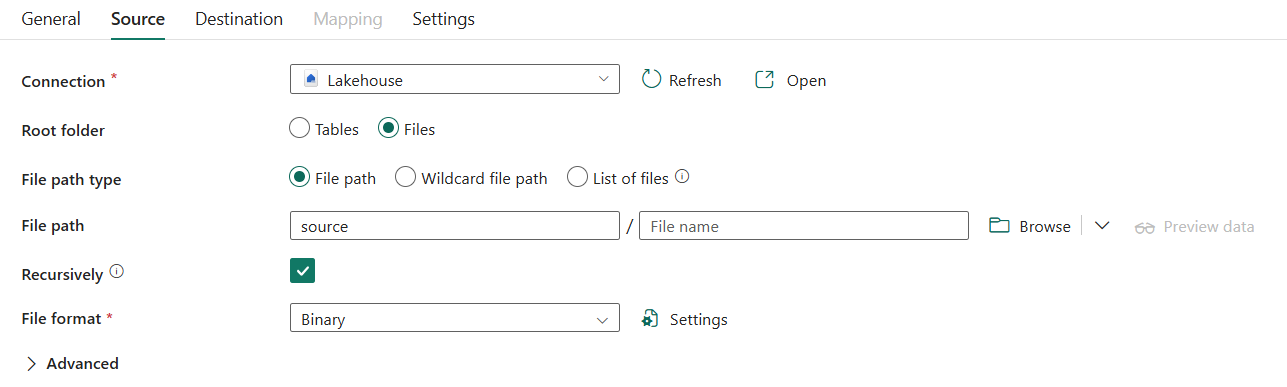 General Source Destination Mapping Settings
Connection * Lakehouse Refresh Open
Root folder Tables Files
File path type File path Wildcard file path List of files
File path source / File name Browse Preview data
Recursively
File format * Binary Settings
Advanced